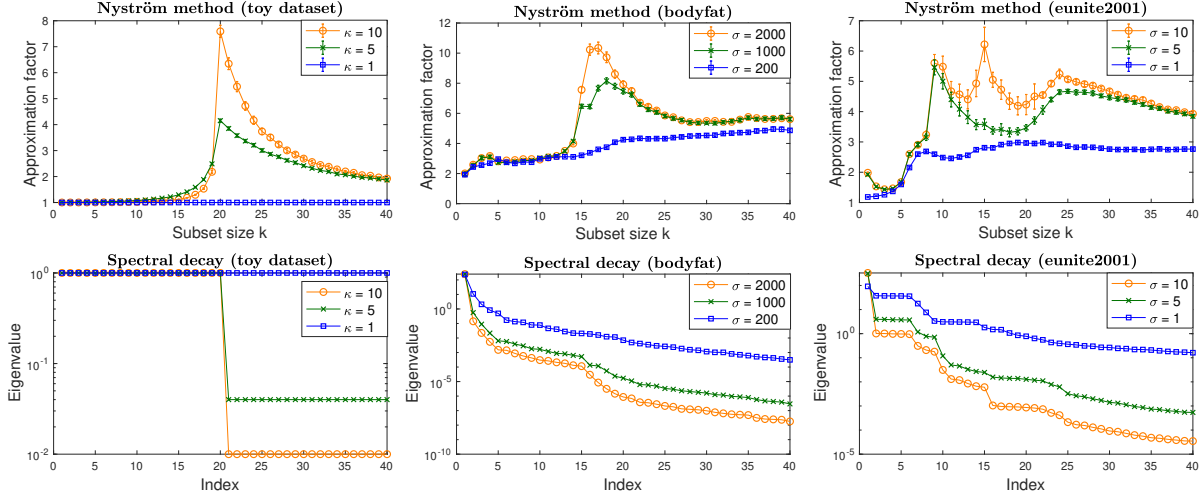 Nyström method (toy dataset)
Approximation factor
8
7
6
5
4
3
2
1
κ = 10
κ = 5
κ = 1
0 5 10 15 20 25 30 35 40
Subset size k
Nyström method (bodyfat)
Approximation factor
12
10
8
6
4
2
0
σ = 2000
σ = 1000
σ = 200
0 5 10 15 20 25 30 35 40
Subset size k
Nyström method (eunite2001)
Approximation factor
7
6
5
4
3
2
1
σ = 10
σ = 5
σ = 1
0 5 10 15 20 25 30 35 40
Subset size k
Spectral decay (toy dataset)
Eigenvalue
10^0
10^-1
10^-2
κ = 10
κ = 5
κ = 1
0 5 10 15 20 25 30 35 40
Index
Spectral decay (bodyfat)
Eigenvalue
10^0
10^-5
10^-10
σ = 2000
σ = 1000
σ = 200
0 5 10 15 20 25 30 35 40
Index
Spectral decay (eunite2001)
Eigenvalue
10^0
10^-5
σ = 10
σ = 5
σ = 1
0 5 10 15 20 25 30 35 40
Index